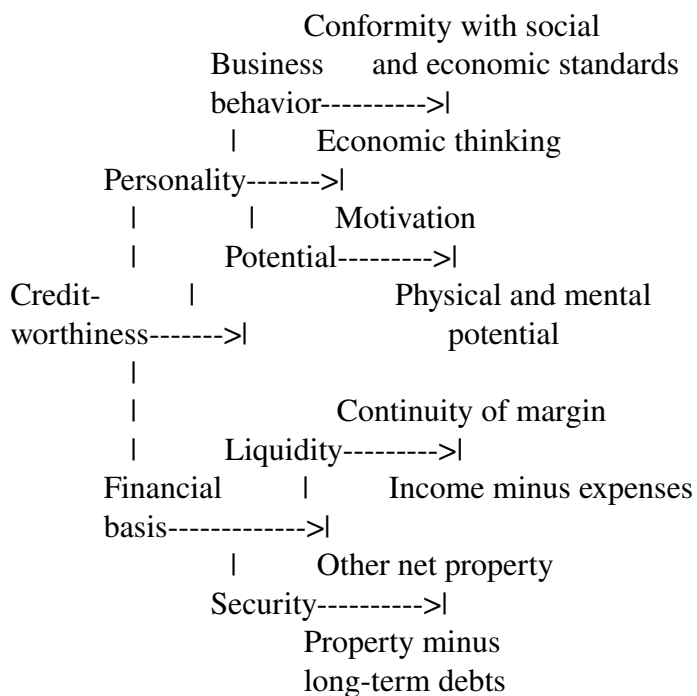 Conformity with social
Business and economic standards
behavior---------->|
| Economic thinking
Personality------->|
| | Motivation
| Potential--------->|
Credit- | Physical and mental
worthiness------->| potential
|
| Continuity of margin
| Liquidity--------->|
Financial | Income minus expenses
basis------------->|
| Other net property
Security---------->|
Property minus
long-term debts